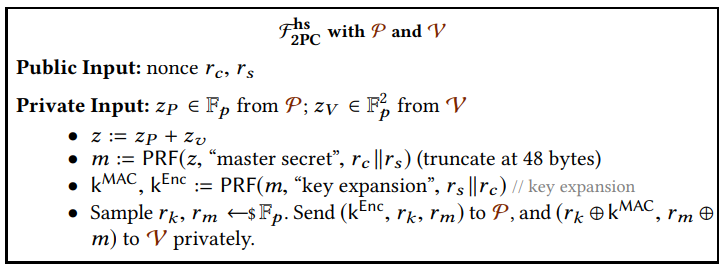 𝓕^hs_2PC with 𝒫 and 𝒱
Public Input: nonce r_c, r_s
Private Input: z_P ∈ 𝔽_p from 𝒫; z_V ∈ 𝔽_p^2 from 𝒱
• z := z_P + z_v
• m := PRF(z, “master secret”, r_c∥r_s) (truncate at 48 bytes)
• k^MAC, k^Enc := PRF(m, “key expansion”, r_s∥r_c) // key expansion
• Sample r_k, r_m ←$ 𝔽_p. Send (k^Enc, r_k, r_m) to 𝒫, and (r_k ⊕ k^MAC, r_m ⊕
m) to 𝒱 privately.